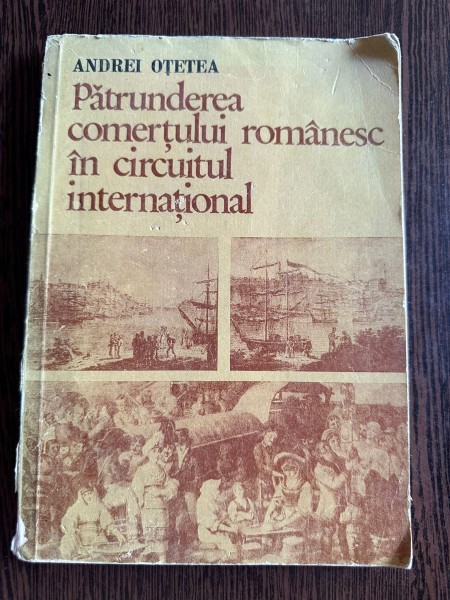 ANDREI OȚETEA
Pătrunderea
comerțului românesc
în circuitul
internațional